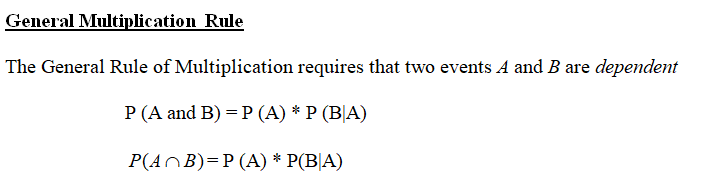 General Multiplication Rule
The General Rule of Multiplication requires that two events A and B are dependent
P (A and B) = P (A) * P (B|A)
P(A ∩ B)= P (A) * P(B|A)